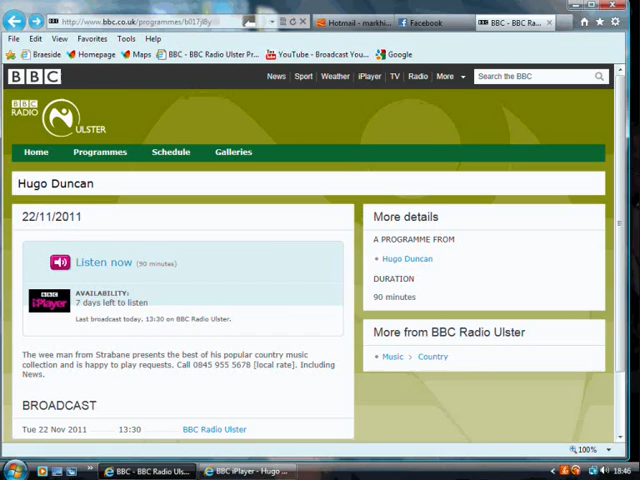 http://www.bbc.co.uk/programmes/b017j8y
Hotmail - markhi...
Facebook
BBC - BBC Ra...
File Edit View Favorites Tools Help
Braeside Homepage Maps BBC - BBC Radio Ulster Pr... YouTube - Broadcast You... Google
BBC
News Sport Weather iPlayer TV Radio More
Search the BBC
BBC
RADIO
ULSTER
Home Programmes Schedule Galleries
Hugo Duncan
22/11/2011
Listen now (90 minutes)
BBC
iPlayer
AVAILABILITY:
7 days left to listen
Last broadcast today, 13:30 on BBC Radio Ulster.
The wee man from Strabane presents the best of his popular country music
collection and is happy to play requests. Call 0845 955 5678 [local rate]. Including
News.
BROADCAST
Tue 22 Nov 2011 13:30 BBC Radio Ulster
More details
A PROGRAMME FROM
Hugo Duncan
DURATION
90 minutes
More from BBC Radio Ulster
Music > Country
100%
BBC - BBC Radio Uls...
BBC iPlayer - Hugo ...
18:46